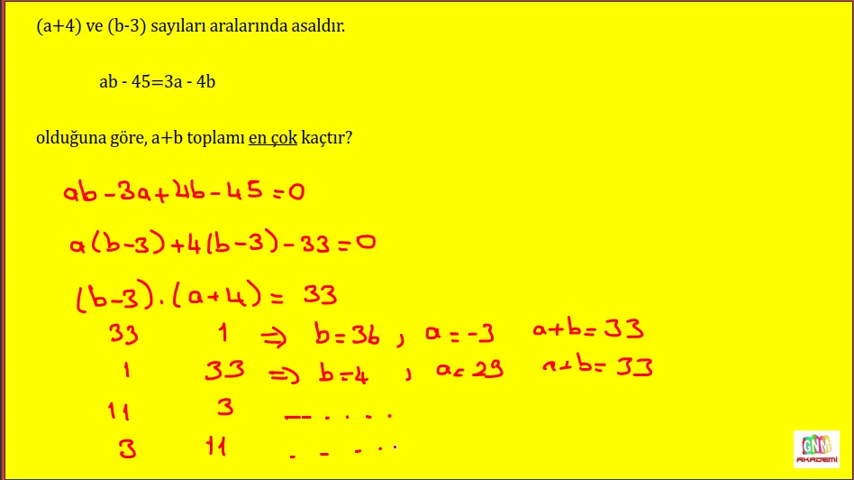 (a+4) ve (b-3) sayıları aralarında asaldır.
ab - 45=3a - 4b
olduğuna göre, a+b toplamı en çok kaçtır?
ab-3a+4b-45=0
a(b-3)+4(b-3)-33=0
(b-3).(a+4)=33
33 1 ⇒ b=36, a=-3 a+b=33
1 33 ⇒ b=4, a=29 a+b=33
11 3 -- . . . .
3 11 . - - . . .
GNM
AKADEMİ